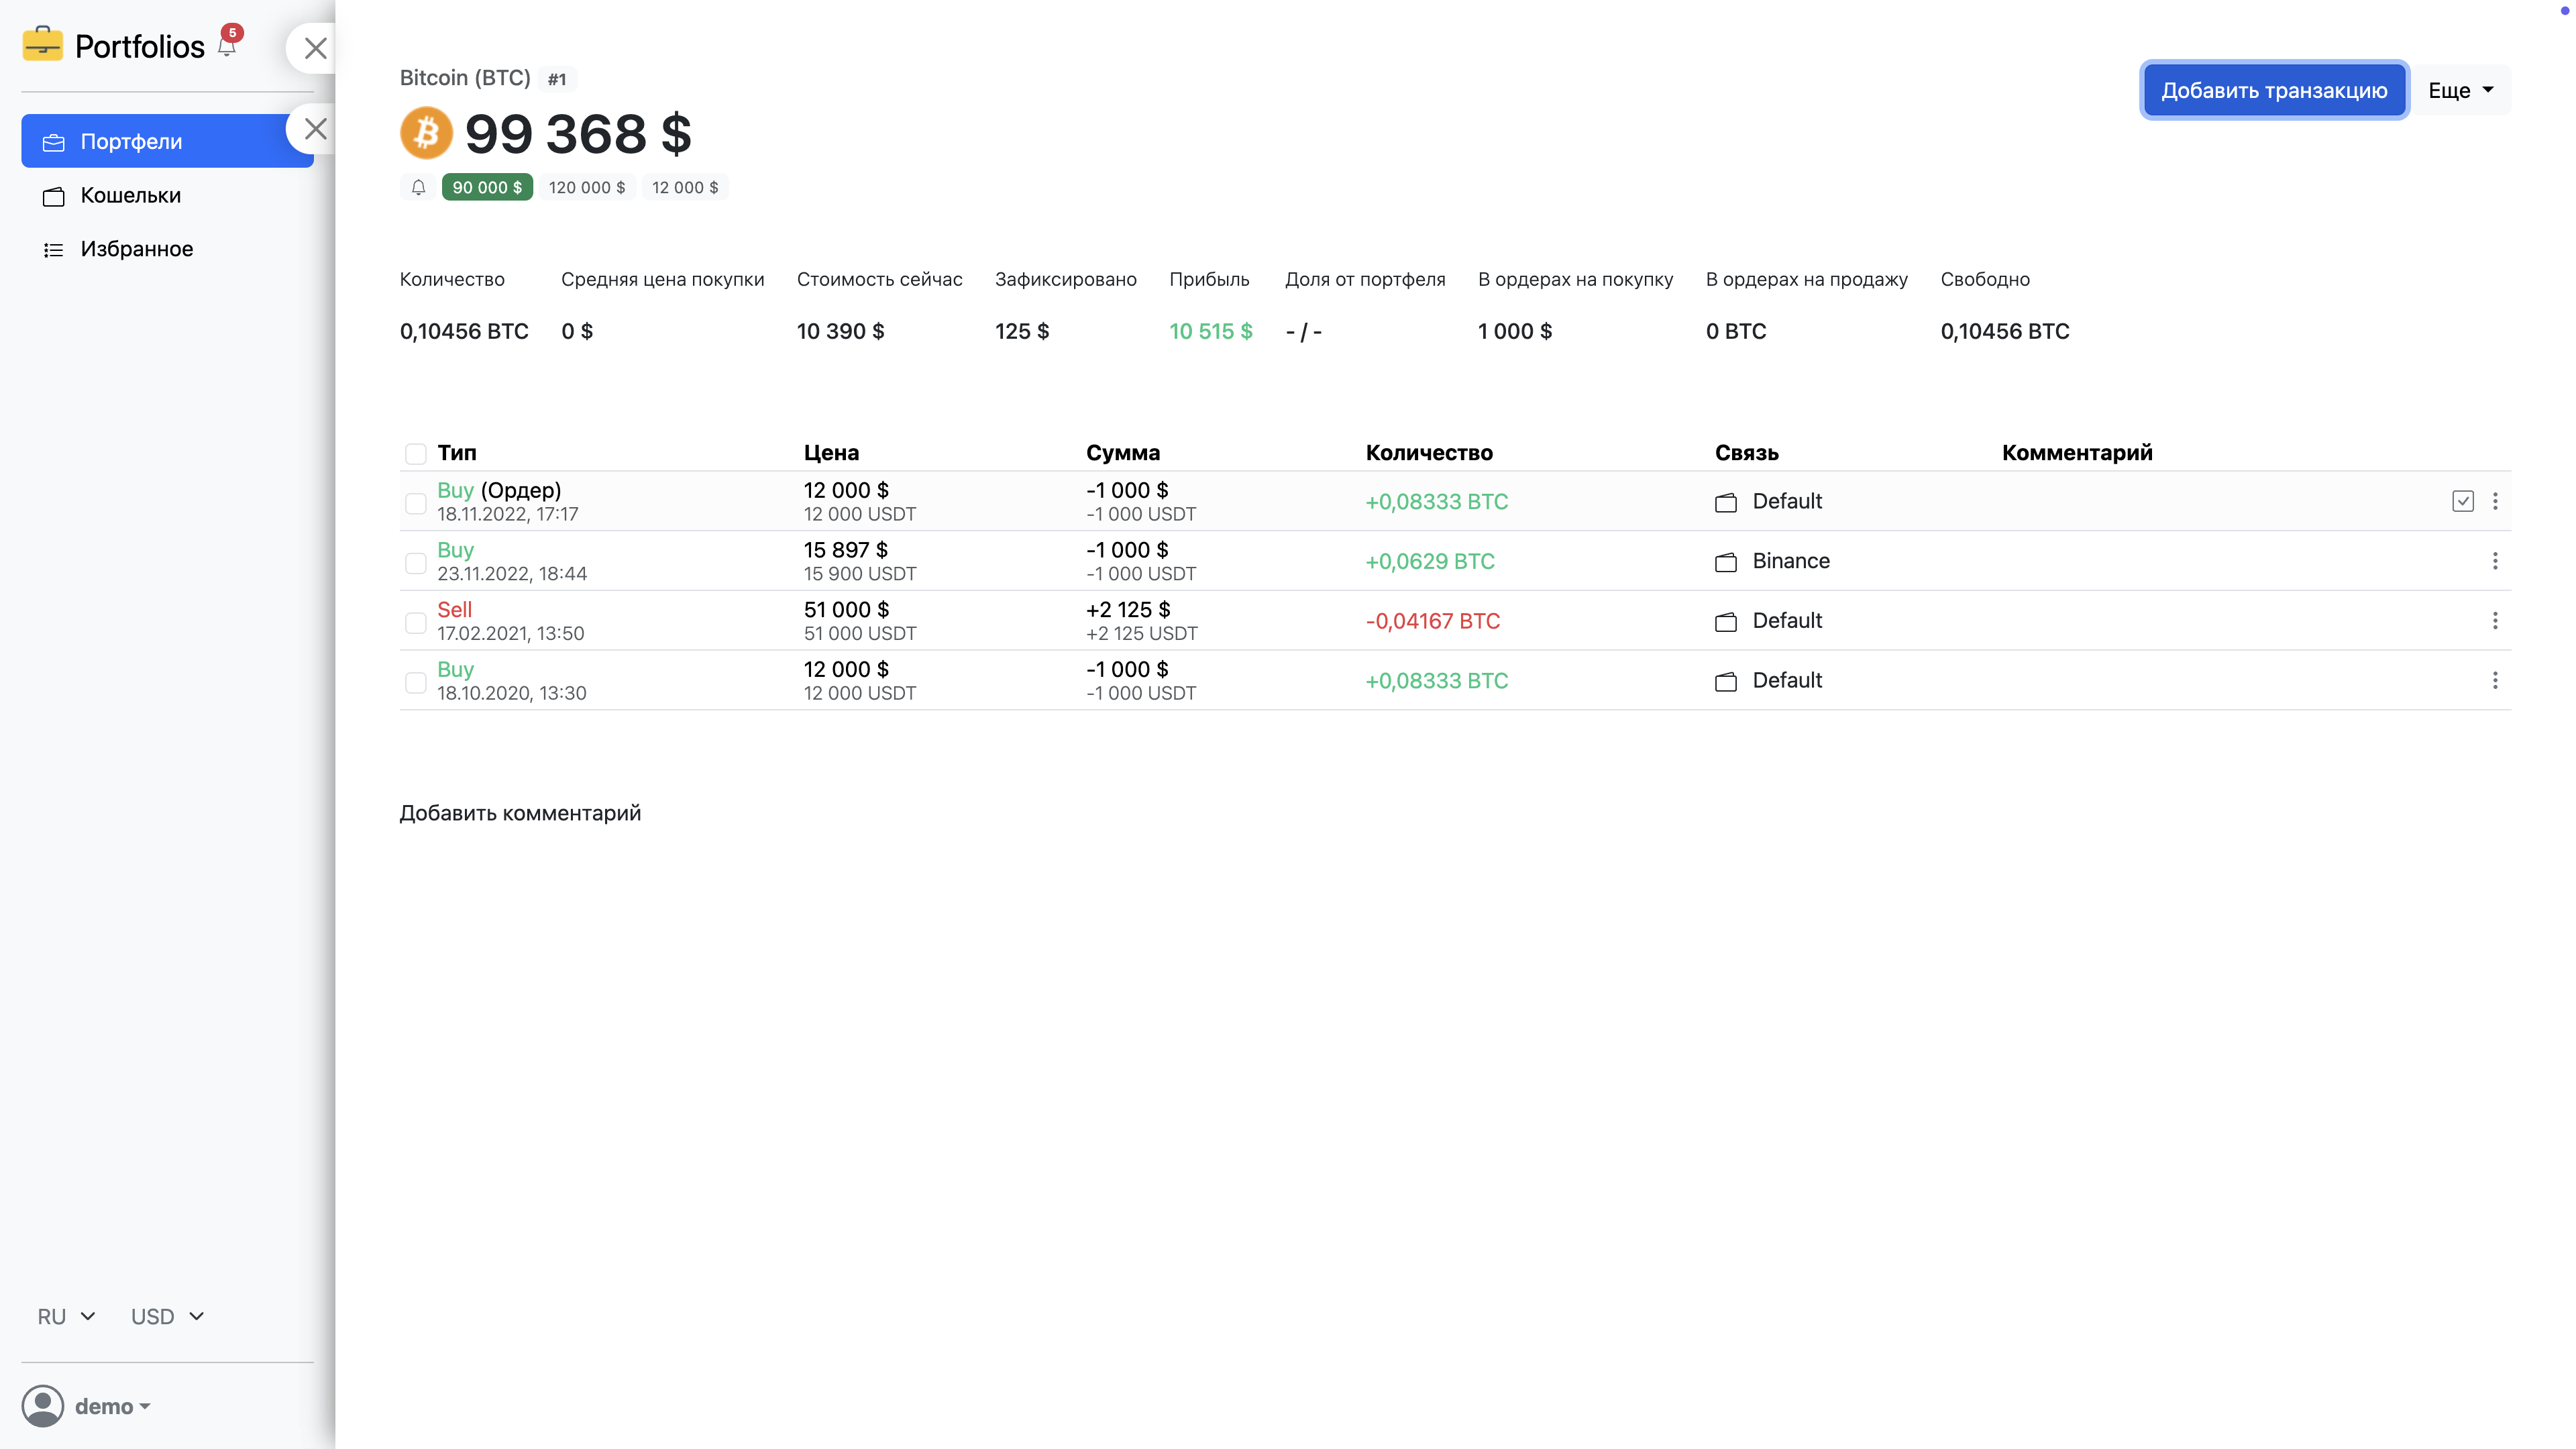 Portfolios
5
Портфели
Кошельки
Избранное
RU
USD
demo
Bitcoin (BTC) #1
99 368 $
90 000 $ 120 000 $ 12 000 $
Добавить транзакцию Еще
Количество Средняя цена покупки Стоимость сейчас Зафиксировано Прибыль Доля от портфеля В ордерах на покупку В ордерах на продажу Свободно
0,10456 BTC 0 $ 10 390 $ 125 $ 10 515 $ - / - 1 000 $ 0 BTC 0,10456 BTC
Тип Цена Сумма Количество Связь Комментарий
Buy (Ордер) 12 000 $ -1 000 $ +0,08333 BTC Default
18.11.2022, 17:17 12 000 USDT -1 000 USDT
Buy 15 897 $ -1 000 $ +0,0629 BTC Binance
23.11.2022, 18:44 15 900 USDT -1 000 USDT
Sell 51 000 $ +2 125 $ -0,04167 BTC Default
17.02.2021, 13:50 51 000 USDT +2 125 USDT
Buy 12 000 $ -1 000 $ +0,08333 BTC Default
18.10.2020, 13:30 12 000 USDT -1 000 USDT
Добавить комментарий